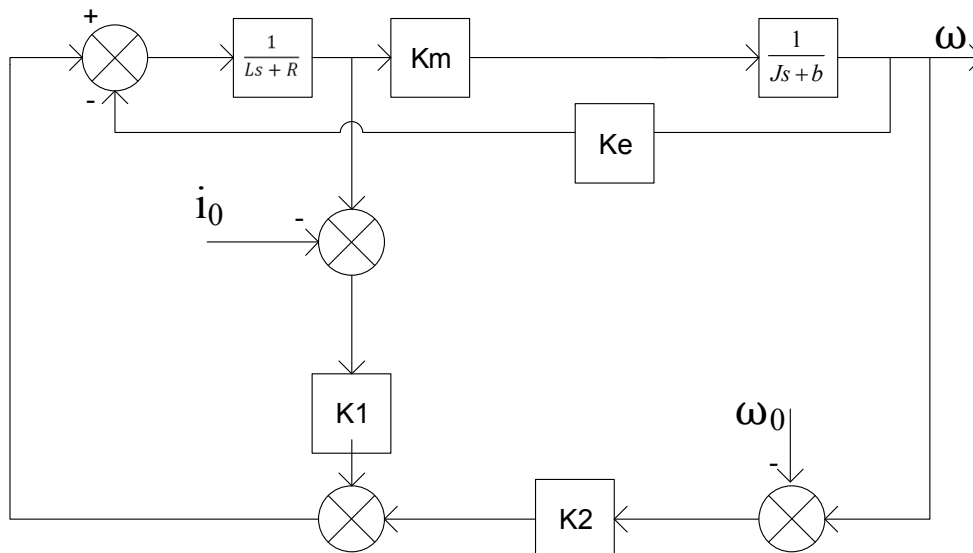 +
1
Ls + R
Km
1
Js + b
ω
-
Ke
i₀
-
K1
ω₀
-
K2